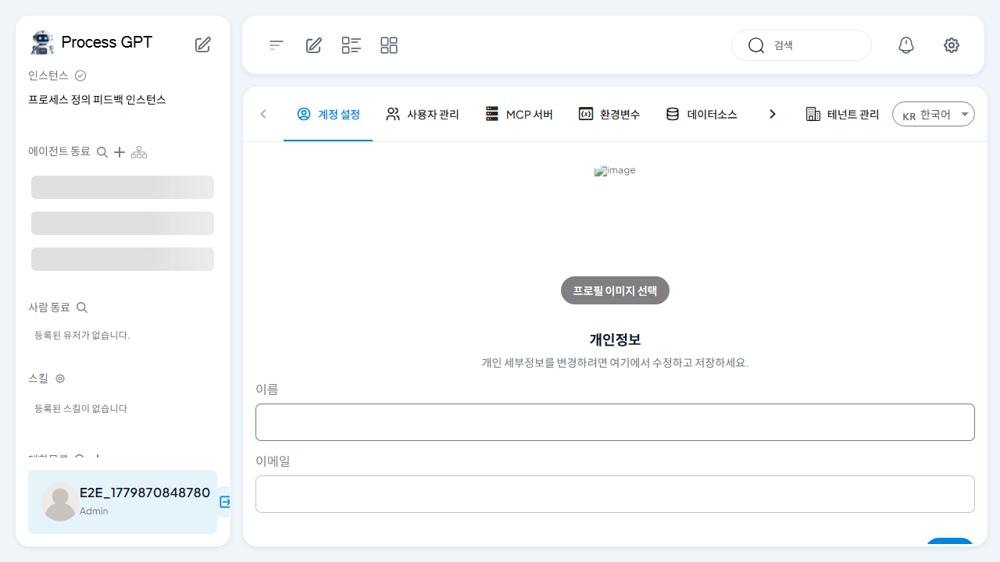 Process GPT
인스턴스
프로세스 정의 피드백 인스턴스
에이전트 동료
사람 동료
등록된 유저가 없습니다.
스킬
등록된 스킬이 없습니다
E2E_1779870848780
Admin
검색
계정 설정
사용자 관리
MCP 서버
환경변수
데이터소스
테넌트 관리
KR 한국어
image
프로필 이미지 선택
개인정보
개인 세부정보를 변경하려면 여기에서 수정하고 저장하세요.
이름
이메일